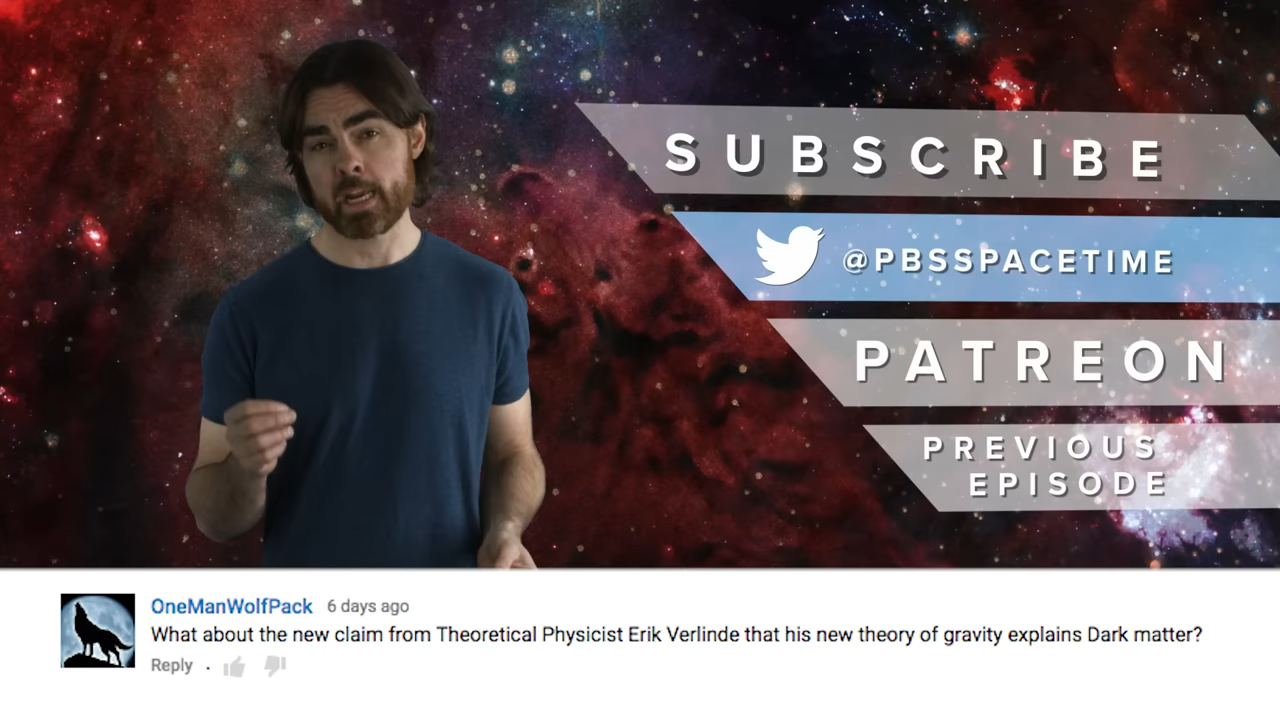 SUBSCRIBE
@PBSSPACETIME
PATREON
PREVIOUS
EPISODE
OneManWolfPack 6 days ago
What about the new claim from Theoretical Physicist Erik Verlinde that his new theory of gravity explains Dark matter?
Reply .